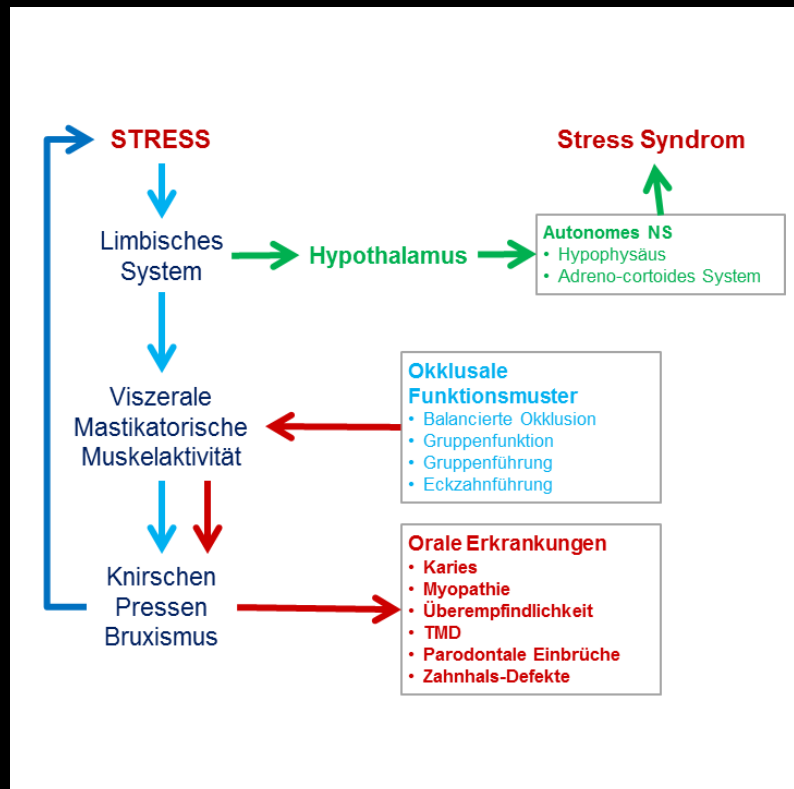 STRESS
Stress Syndrom
Limbisches
System
Hypothalamus
Autonomes NS
• Hypophysäus
• Adreno-cortoides System
Viszerale
Mastikatorische
Muskelaktivität
Okklusale
Funktionsmuster
• Balancierte Okklusion
• Gruppenfunktion
• Gruppenführung
• Eckzahnführung
Knirschen
Pressen
Bruxismus
Orale Erkrankungen
• Karies
• Myopathie
• Überempfindlichkeit
• TMD
• Parodontale Einbrüche
• Zahnhals-Defekte